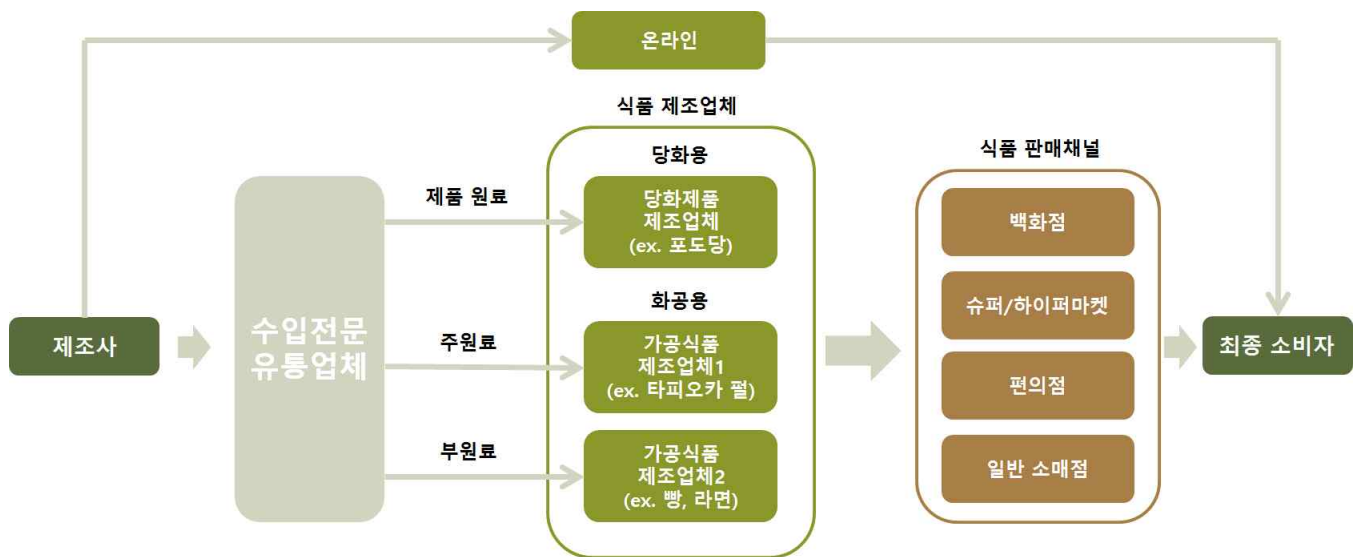 온라인
식품 제조업체
당화용
식품 판매채널
제품 원료
당화제품
제조업체
(ex. 포도당)
백화점
화공용
슈퍼/하이퍼마켓
제조사
수입전문
유통업체
주원료
가공식품
제조업체1
(ex. 타피오카 펄)
최종 소비자
편의점
부원료
가공식품
제조업체2
(ex. 빵, 라면)
일반 소매점